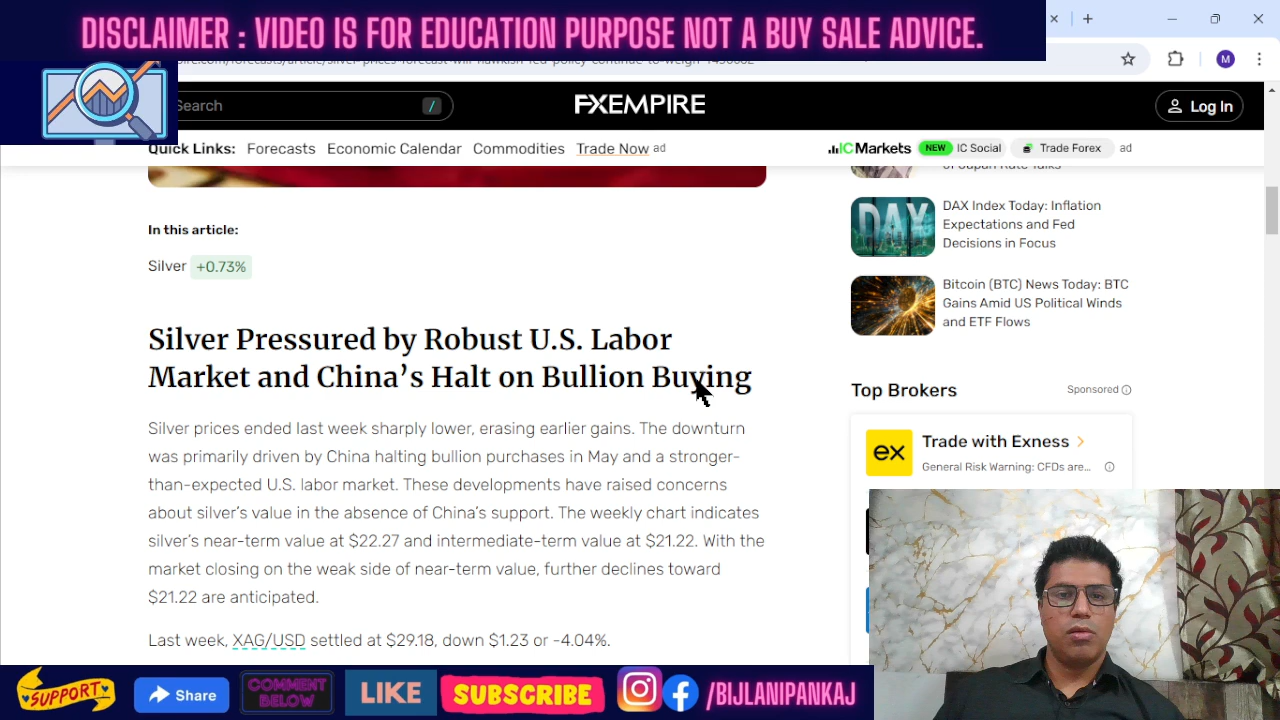 DISCLAIMER : VIDEO IS FOR EDUCATION PURPOSE NOT A BUY SALE ADVICE.
M
Search
/
FXEMPIRE
Log In
Quick Links: Forecasts Economic Calendar Commodities Trade Now ad
ICMarkets NEW IC Social Trade Forex ad
In this article:
Silver +0.73%
Silver Pressured by Robust U.S. Labor
Market and China's Halt on Bullion Buying
Silver prices ended last week sharply lower, erasing earlier gains. The downturn
was primarily driven by China halting bullion purchases in May and a stronger-
than-expected U.S. labor market. These developments have raised concerns
about silver's value in the absence of China's support. The weekly chart indicates
silver's near-term value at $22.27 and intermediate-term value at $21.22. With the
market closing on the weak side of near-term value, further declines toward
$21.22 are anticipated.
Last week, XAG/USD settled at $29.18, down $1.23 or -4.04%.
DAX
DAX Index Today: Inflation
Expectations and Fed
Decisions in Focus
Bitcoin (BTC) News Today: BTC
Gains Amid US Political Winds
and ETF Flows
Top Brokers
Sponsored
ex
Trade with Exness
General Risk Warning: CFDs are...
SUPPORT
Share
COMMENT
BELOW
LIKE
SUBSCRIBE
/BIJLANIPANKAJ